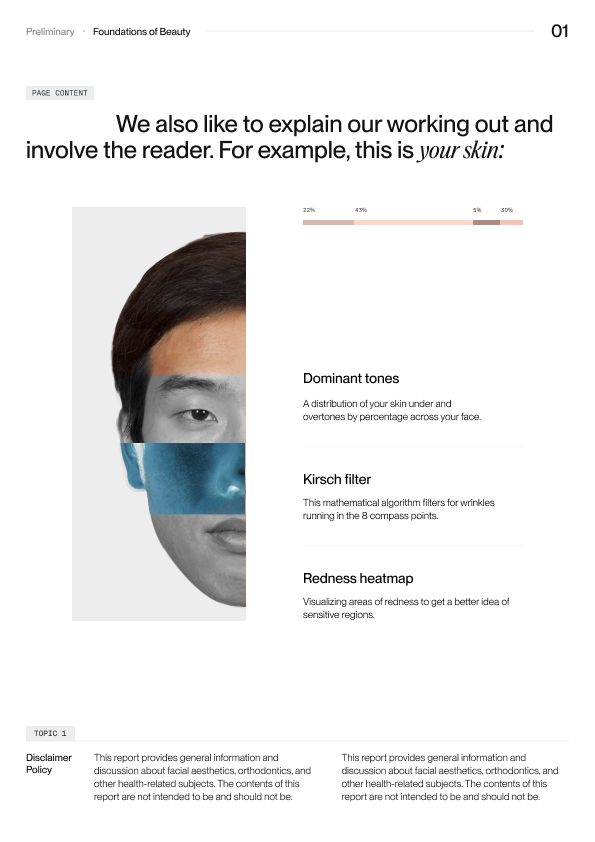 Preliminary · Foundations of Beauty 01
PAGE CONTENT
We also like to explain our working out and
involve the reader. For example, this is your skin:
22% 43% 5% 30%
Dominant tones
A distribution of your skin under and
overtones by percentage across your face.
Kirsch filter
This mathematical algorithm filters for wrinkles
running in the 8 compass points.
Redness heatmap
Visualizing areas of redness to get a better idea of
sensitive regions.
TOPIC 1
Disclaimer
Policy
This report provides general information and
discussion about facial aesthetics, orthodontics, and
other health-related subjects. The contents of this
report are not intended to be and should not be.
This report provides general information and
discussion about facial aesthetics, orthodontics, and
other health-related subjects. The contents of this
report are not intended to be and should not be.